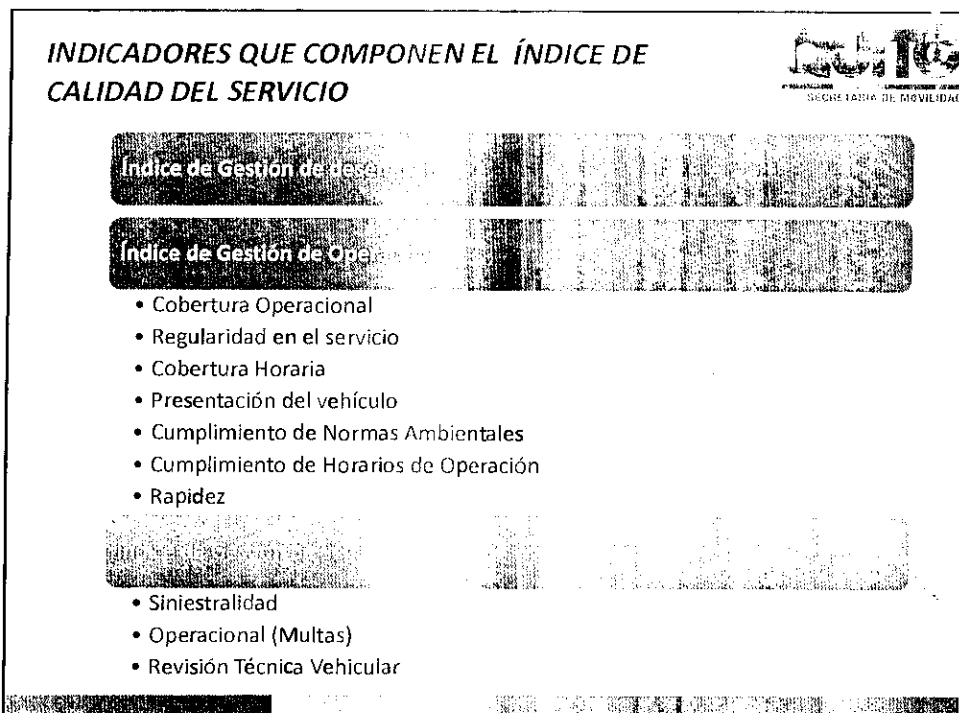 INDICADORES QUE COMPONEN EL ÍNDICE DE
CALIDAD DEL SERVICIO
SECRETARÍA DE MOVILIDAD
Índice de Gestión de
Índice de Gestión de
• Cobertura Operacional
• Regularidad en el servicio
• Cobertura Horaria
• Presentación del vehículo
• Cumplimiento de Normas Ambientales
• Cumplimiento de Horarios de Operación
• Rapidez
• Siniestralidad
• Operacional (Multas)
• Revisión Técnica Vehicular